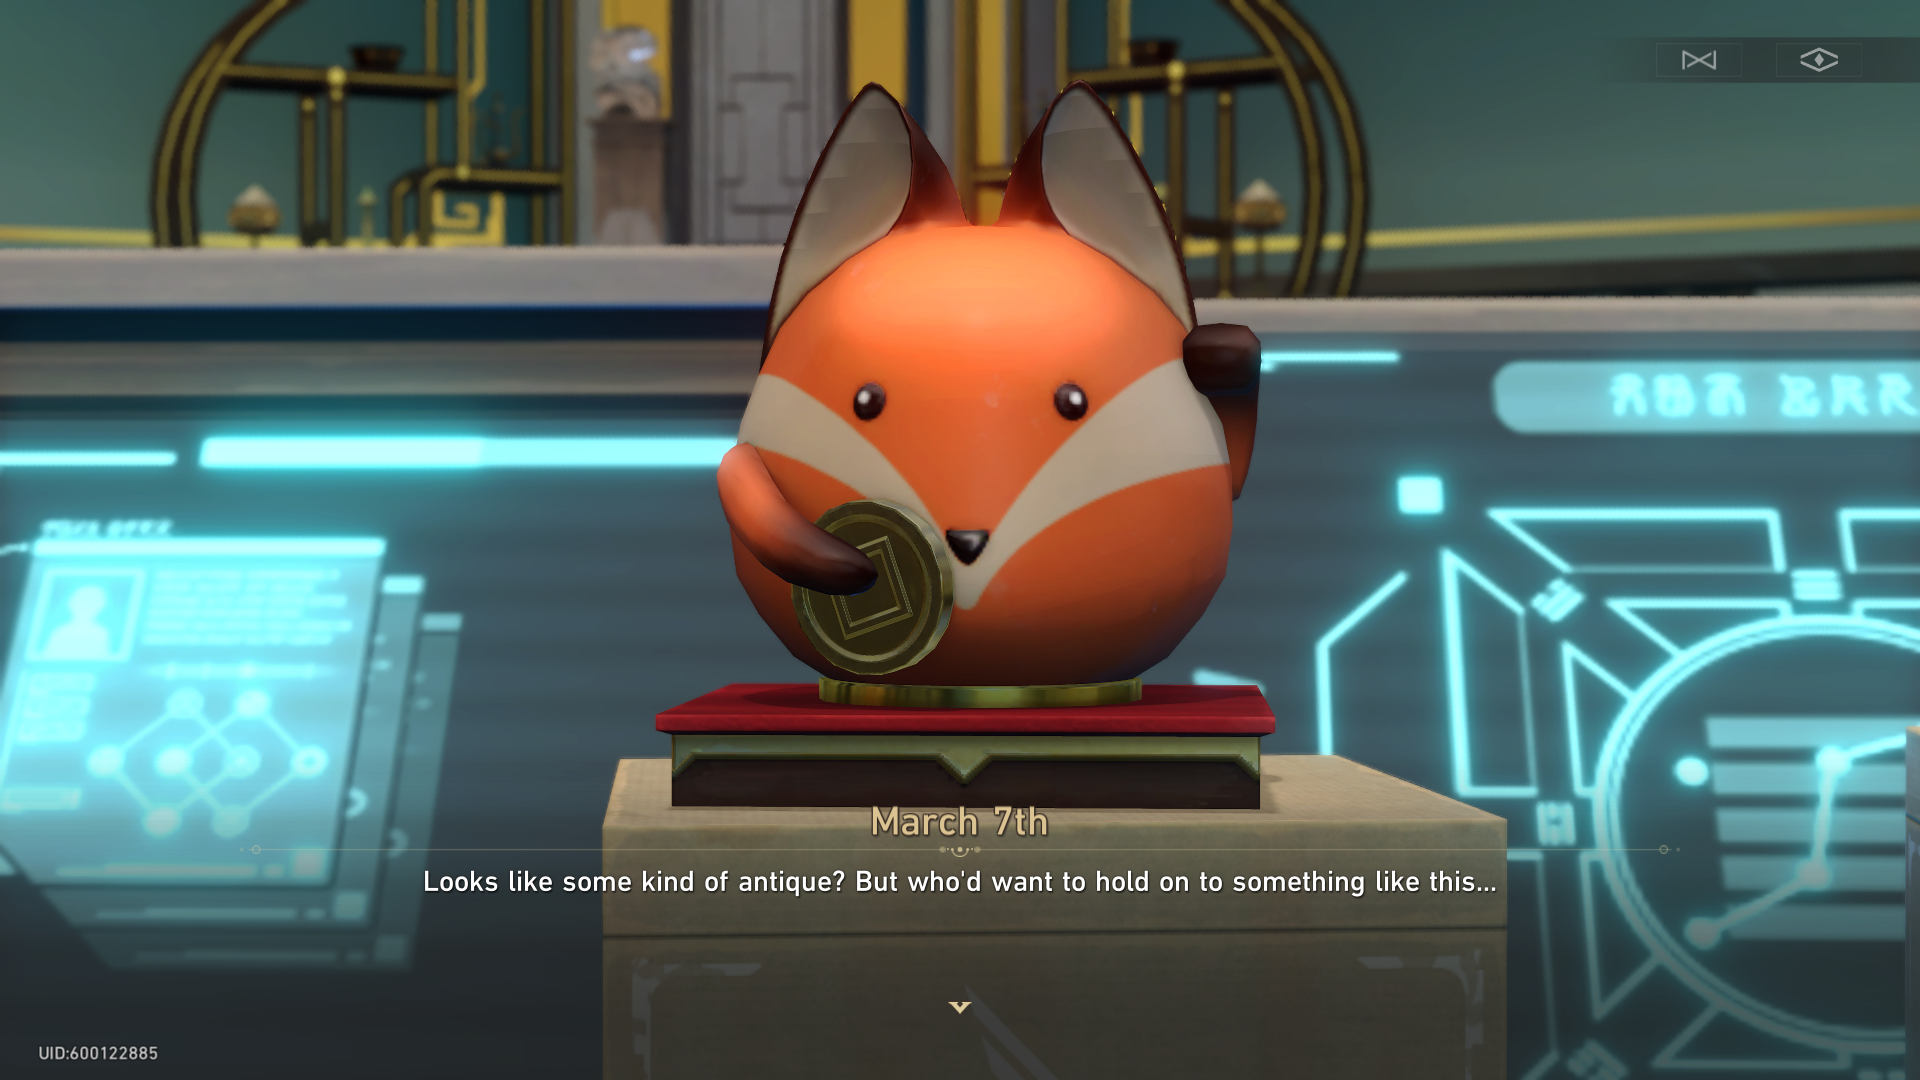 March 7th
Looks like some kind of antique? But who'd want to hold on to something like this...
UID:600122885